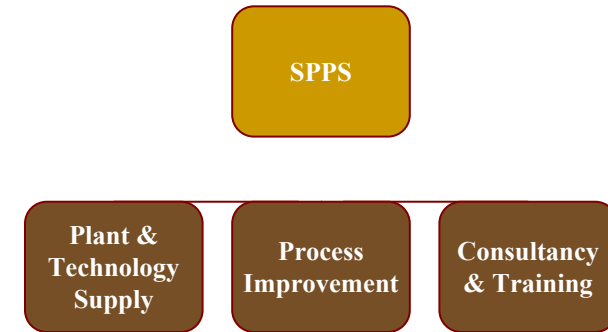 SPPS
Plant &
Technology
Supply
Process
Improvement
Consultancy
& Training